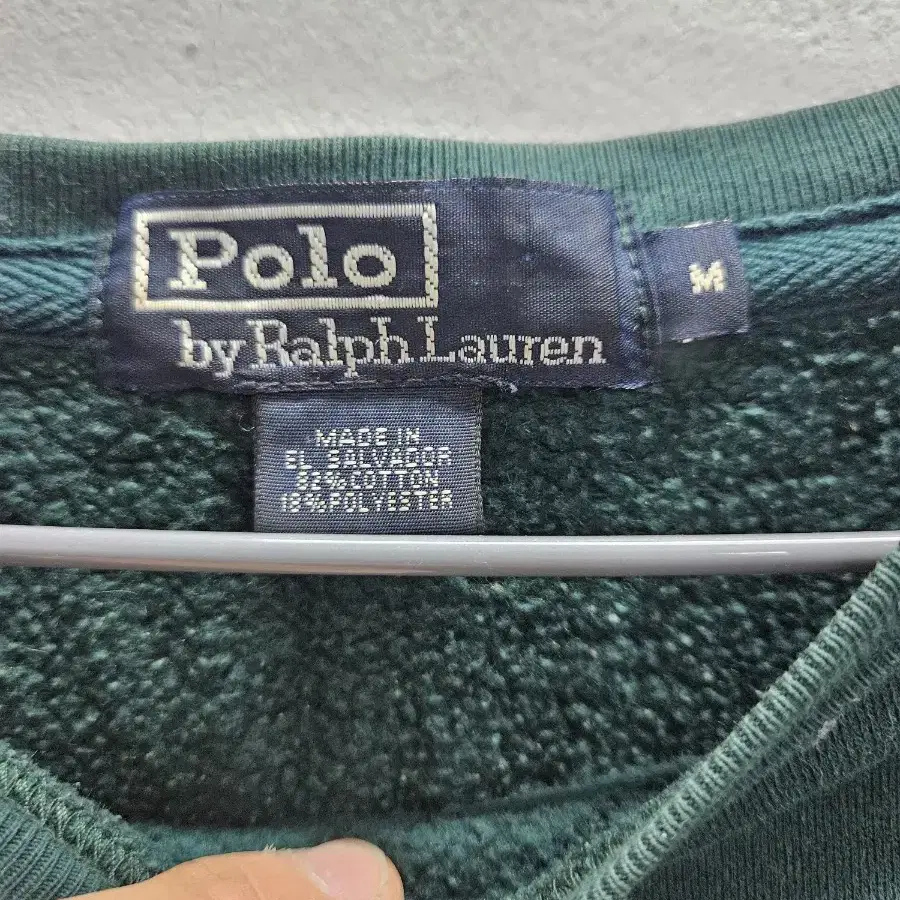 Polo
by Ralph Lauren
M
MADE IN
EL SALVADOR
82% COTTON
18% POLYESTER